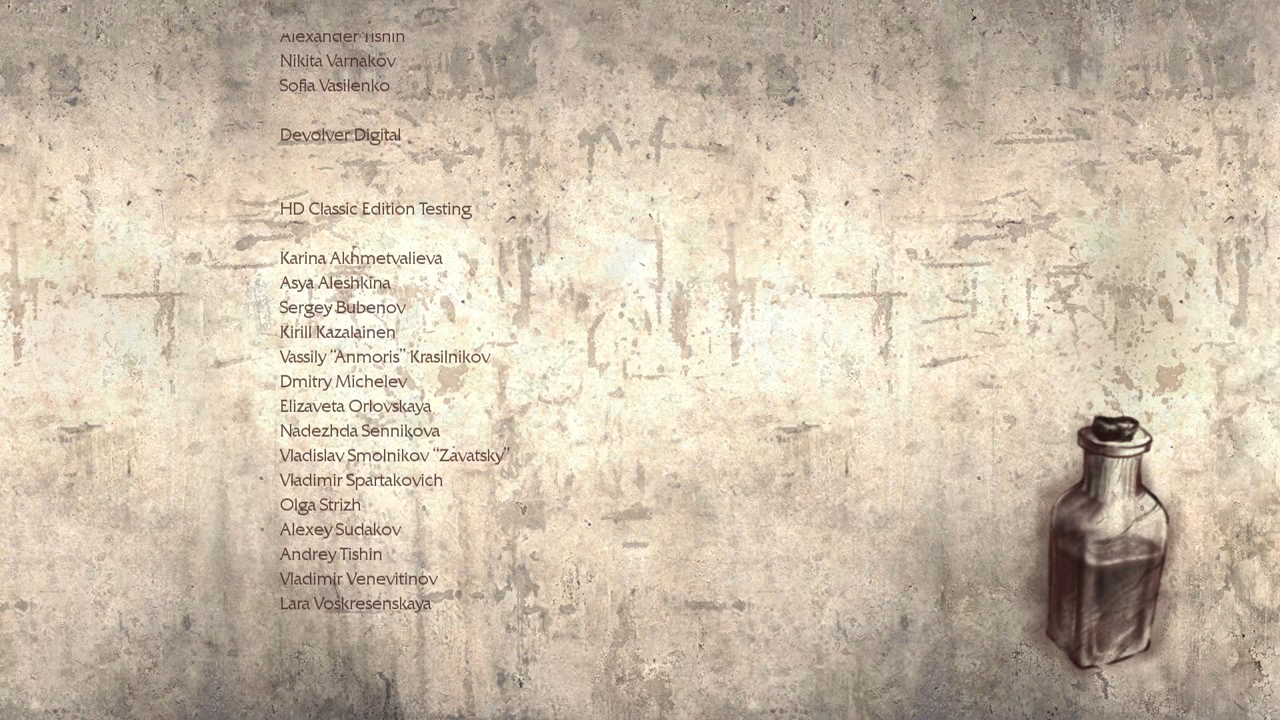 Alexander Tishin
Nikita Varnakov
Sofia Vasilenko
Devolver Digital
HD Classic Edition Testing
Karina Akhmetvalieva
Asya Aleshkina
Sergey Bubenov
Kirill Kazalainen
Vassily “Anmoris” Krasilnikov
Dmitry Michelev
Elizaveta Orlovskaya
Nadezhda Sennikova
Vladislav Smolnikov “Zavatsky”
Vladimir Spartakovich
Olga Strizh
Alexey Sudakov
Andrey Tishin
Vladimir Venevitinov
Lara Voskresenskaya